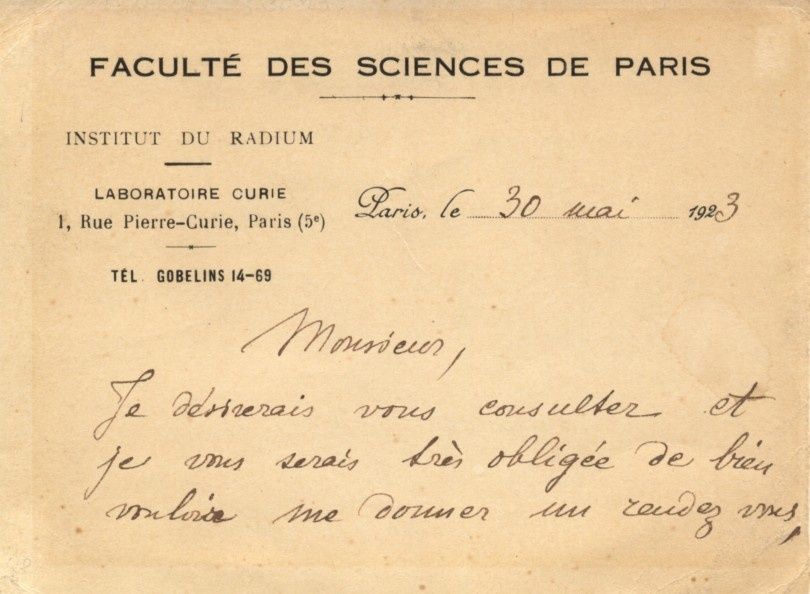 FACULTÉ DES SCIENCES DE PARIS
INSTITUT DU RADIUM
LABORATOIRE CURIE
1, Rue Pierre-Curie, Paris (5e)
TÉL. GOBELINS 14-69
Paris, le 30 mai 1923
Monsieur,
Je désirerais vous consulter et
je vous serais très obligée de bien
vouloir me donner un rendez vous,